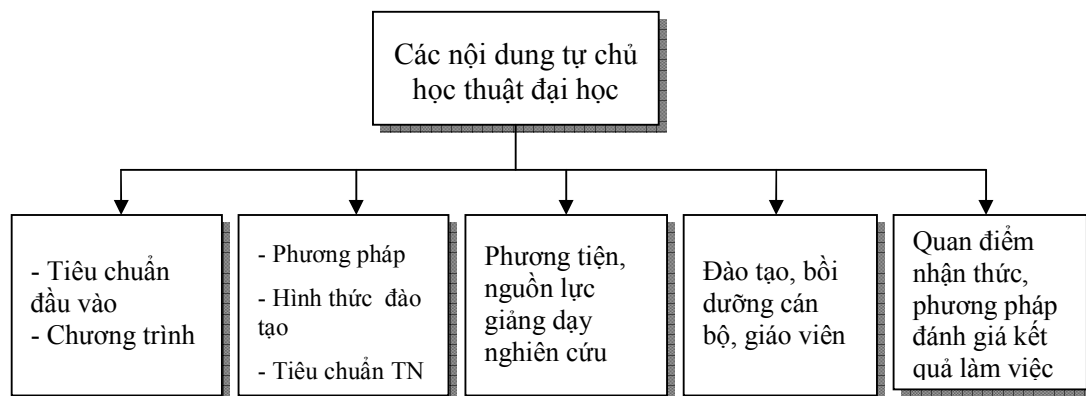 Các nội dung tự chủ
học thuật đại học
- Tiêu chuẩn
đầu vào
- Chương trình
- Phương pháp
- Hình thức đào
tạo
- Tiêu chuẩn TN
Phương tiện,
nguồn lực
giảng dạy
nghiên cứu
Đào tạo, bồi
dưỡng cán
bộ, giáo viên
Quan điểm
nhận thức,
phương pháp
đánh giá kết
quả làm việc